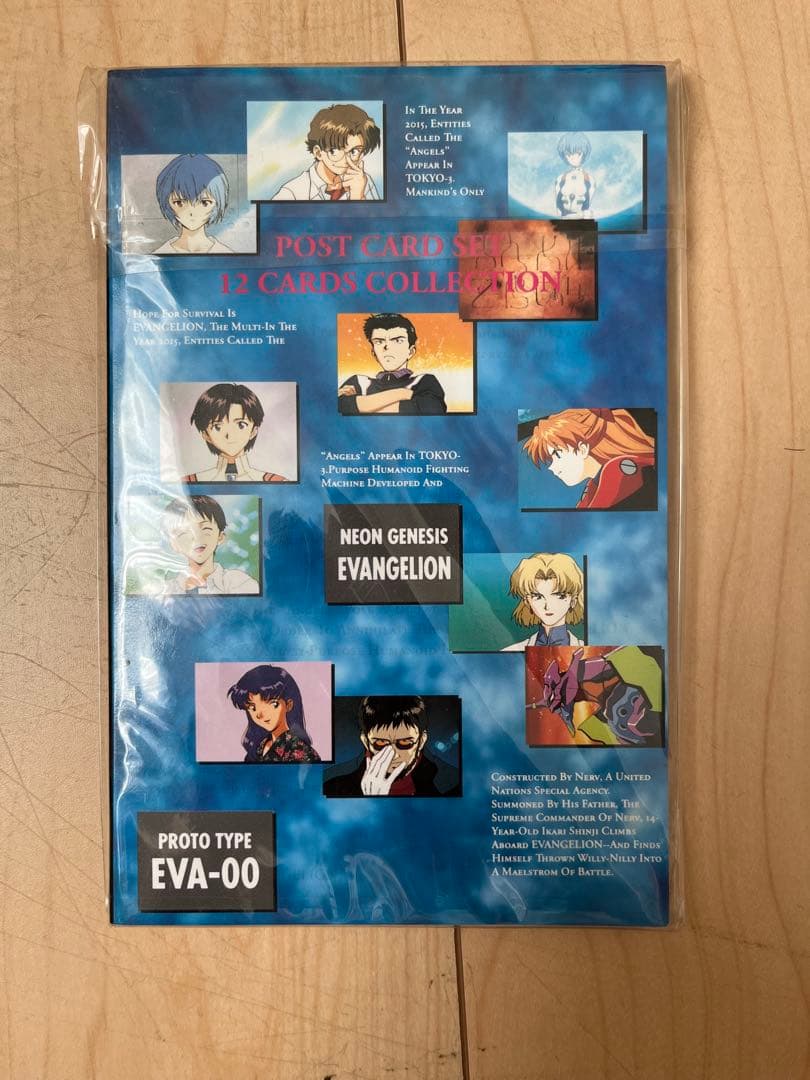 In The Year
2015, Entities
Called The
"Angels"
Appear In
TOKYO-3.
Mankind's Only
POST CARD SET
12 CARDS COLLECTION
Hope For Survival Is
EVANGELION, The Multi-In The
Year 2015, Entities Called The
"Angels" Appear In TOKYO-
3.Purpose Humanoid Fighting
Machine Developed And
NEON GENESIS
EVANGELION
Constructed By Nerv, A United
Nations Special Agency.
Summoned By His Father, The
Supreme Commander Of Nerv, 14-
Year-Old Ikari Shinji Climbs
Aboard EVANGELION--And Finds
Himself Thrown Willy-Nilly Into
A Maelstrom Of Battle.
PROTO TYPE
EVA-00